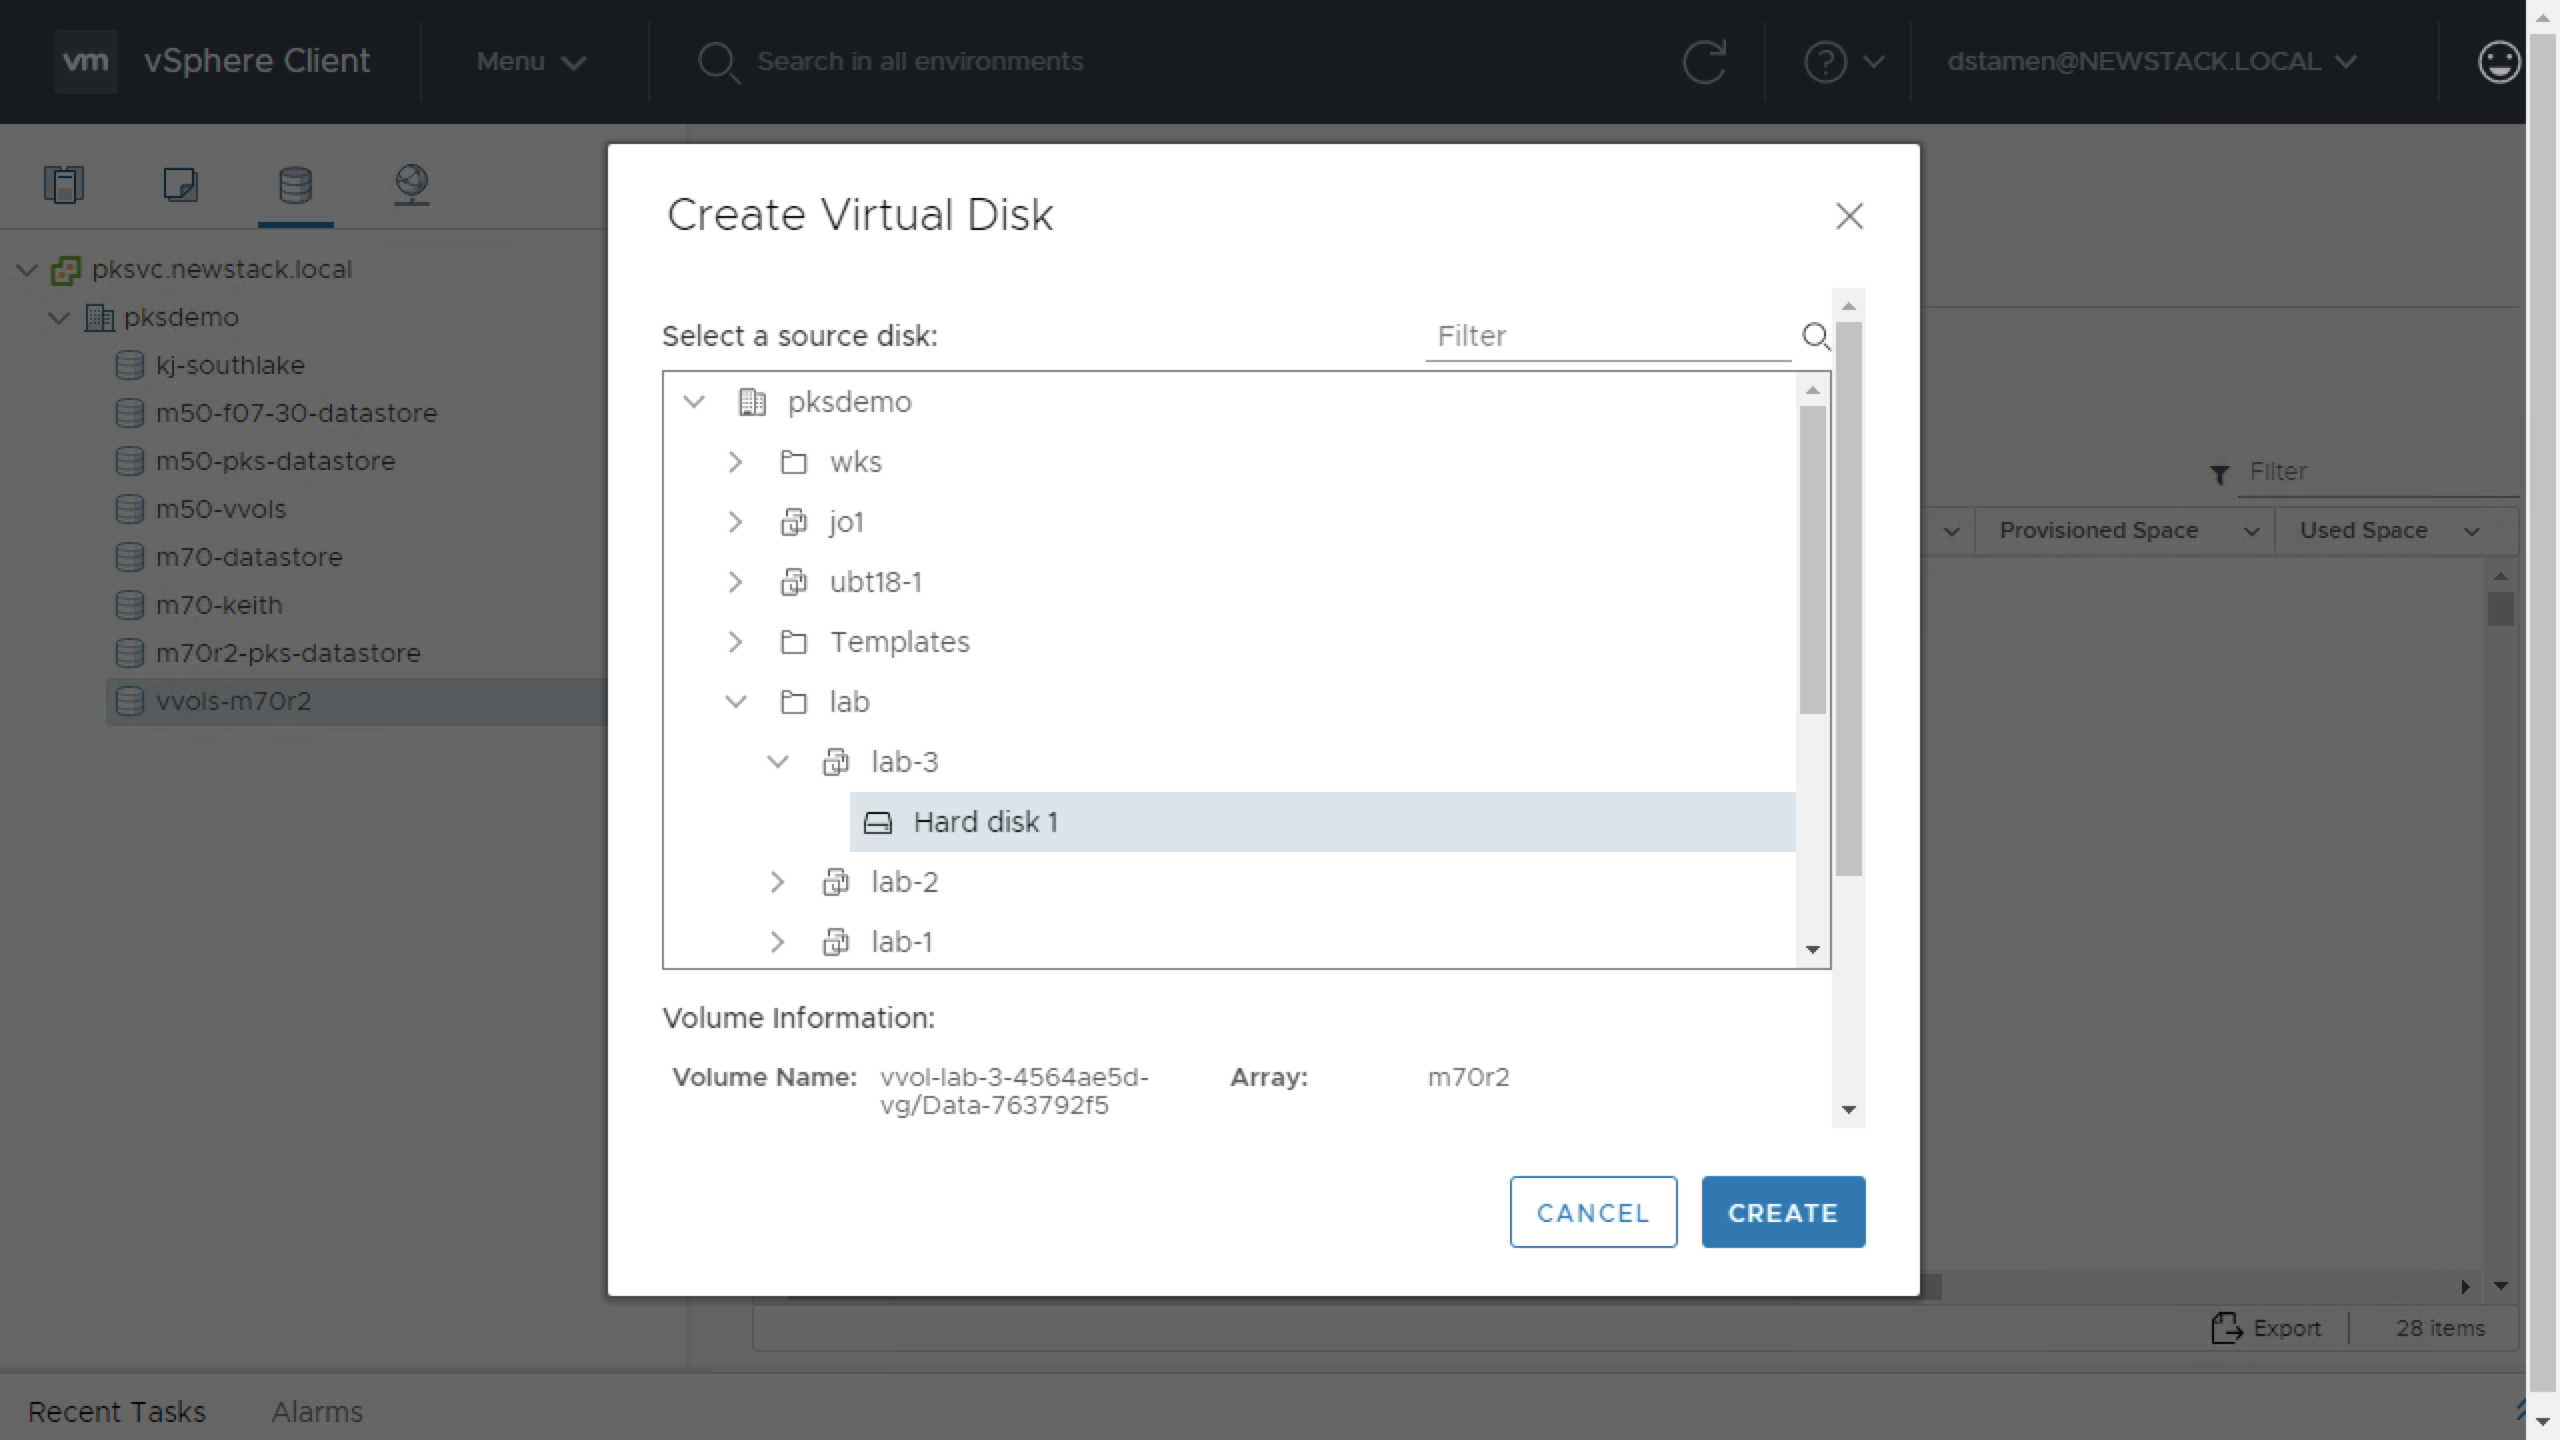 vm vSphere Client Menu Search in all environments dstamen@NEWSTACK.LOCAL
pksvc.newstack.local
pksdemo
kj-southlake
m50-f07-30-datastore
m50-pks-datastore
m50-vvols
m70-datastore
m70-keith
m70r2-pks-datastore
vvols-m70r2
Create Virtual Disk
Select a source disk: Filter
pksdemo
wks
jo1
ubt18-1
Templates
lab
lab-3
Hard disk 1
lab-2
lab-1
Volume Information:
Volume Name: vvol-lab-3-4564ae5d- Array: m70r2
vg/Data-763792f5
CANCEL CREATE
Filter
Provisioned Space Used Space
Export 28 items
Recent Tasks Alarms